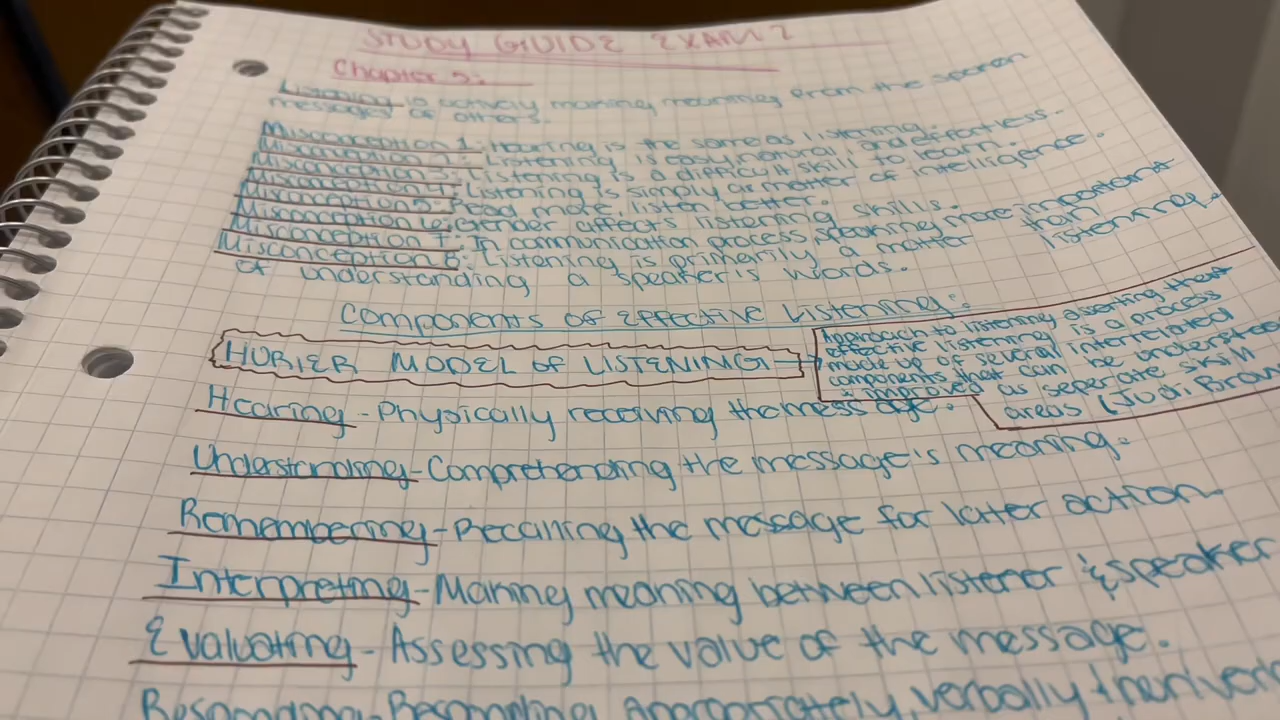 STUDY GUIDE EXAM 2
Chapter 5:
Listening is actively making meaning from the spoken
messages of others.
Misconception 1: Hearing is the same as listening.
Misconception 2: Listening is easy, normal and effortless.
Misconception 3: Listening is a difficult skill to learn.
Misconception 4: Listening is simply a matter of intelligence
Misconception 5: Read more, listen better.
Misconception 6: Gender affects listening skills.
Misconception 7: In communication process, speaking more important than listening.
Misconception 8: Listening is primarily a matter
of understanding a speaker's words.
Components of Effective Listening:
HURIER MODEL of LISTENING
Approach to listening asserting that
effective listening is a process
made up of several interrelated
components that can be understood
& improved as seperate skill
areas (Judi Brow
Hearing - Physically receiving the message.
Understanding - Comprehending the message's meaning.
Remembering - Recalling the message for later action.
Interpreting - Making meaning between listener & speaker
Evaluating - Assessing the value of the message.
Responding - Responding Appropriately, verbally +